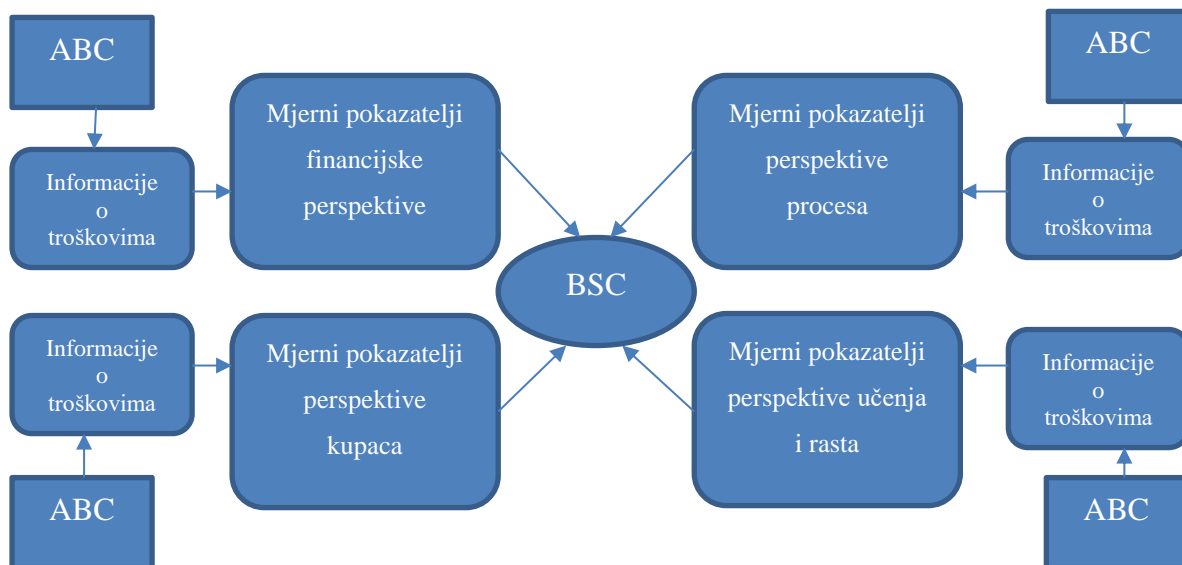 ABC
ABC
Mjerni pokazatelji
financijske
perspektive
Mjerni pokazatelji
perspektive
procesa
Informacije
o
troškovima
Informacije
o
troškovima
BSC
Informacije
o
troškovima
Mjerni pokazatelji
perspektive
kupaca
Mjerni pokazatelji
perspektive učenja
i rasta
Informacije
o
troškovima
ABC
ABC